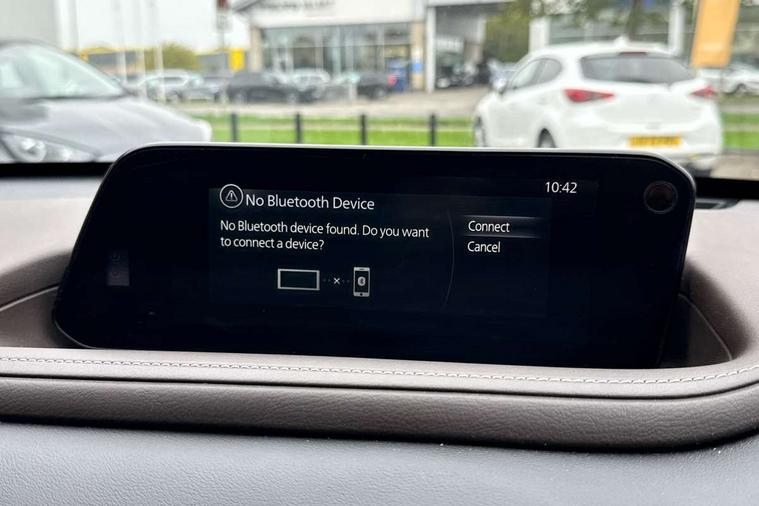 10:42
No Bluetooth Device
No Bluetooth device found. Do you want
to connect a device?
Connect
Cancel